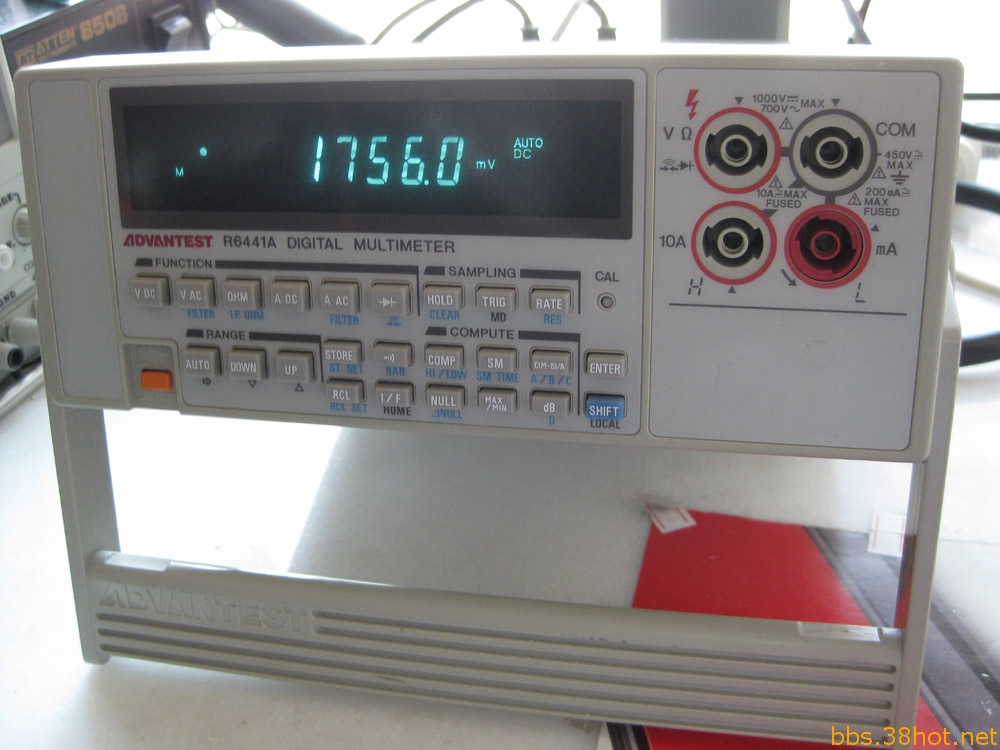 ATTEN 850B
1756.0 mV
AUTO
DC
M
ADVANTEST R6441A DIGITAL MULTIMETER
FUNCTION
SAMPLING
CAL
V DC
V AC
OHM
A DC
A AC
HOLD
TRIG
RATE
FILTER
LP OHM
FILTER
CLEAR
MD
RES
RANGE
COMPUTE
AUTO
DOWN
UP
STORE
COMP
SM
ENTER
ST SET
BAR
HI/LOW
SM TIME
A/B/C
RCL
I/F
NULL
MAX
/MIN
dB
SHIFT
RCL SET
HOME
⊿NULL
D
LOCAL
1000V⎓
700V~ MAX
V Ω
COM
450V
MAX
10A MAX
FUSED
200mA
MAX
FUSED
10A
mA
H
L
ADVANTEST
bbs.38hot.net